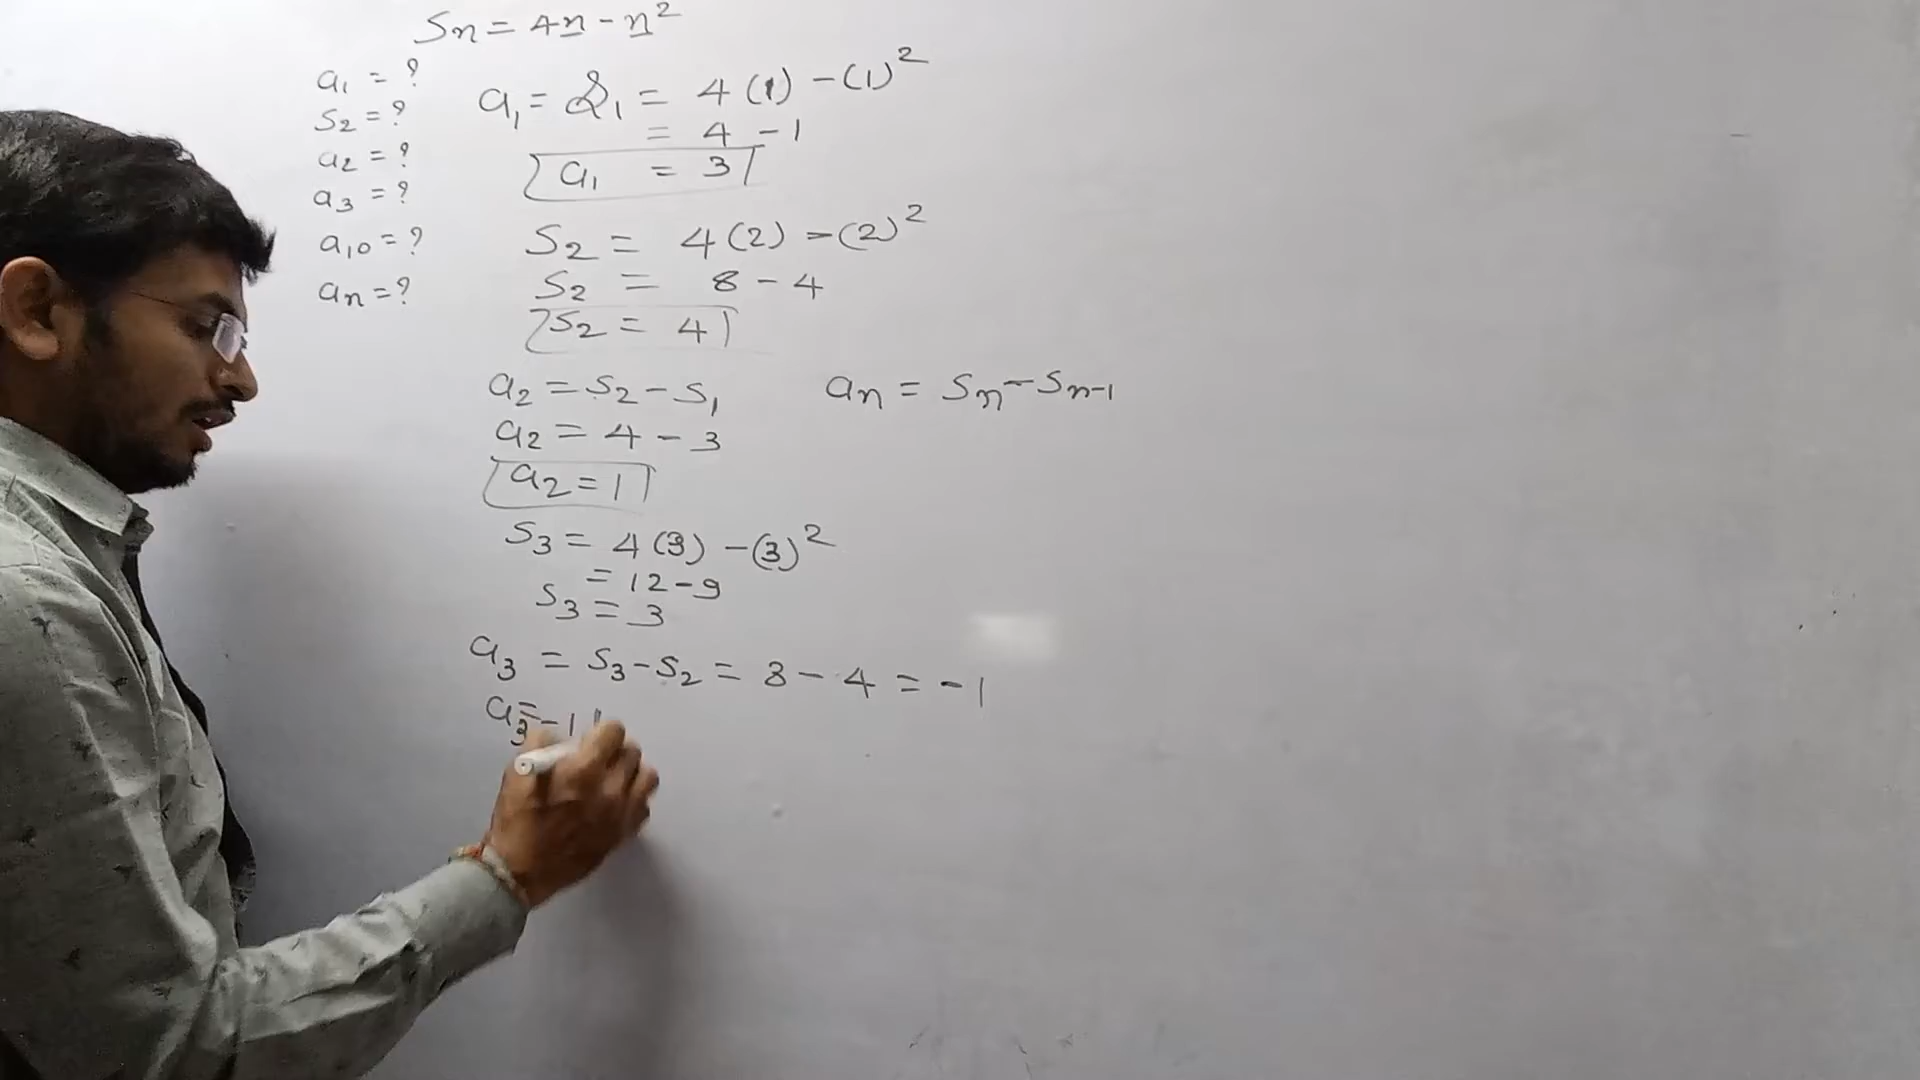 Sn = 4n - n²
a₁ = ?
S₂ = ?
a₂ = ?
a₃ = ?
a₁₀ = ?
an = ?
a₁ = S₁ = 4(1) - (1)²
= 4 - 1
a₁ = 3
S₂ = 4(2) - (2)²
S₂ = 8 - 4
S₂ = 4
a₂ = S₂ - S₁
an = Sn - Sn-1
a₂ = 4 - 3
a₂ = 1
S₃ = 4(3) - (3)²
= 12 - 9
S₃ = 3
a₃ = S₃ - S₂ = 3 - 4 = -1
a₃ = -1